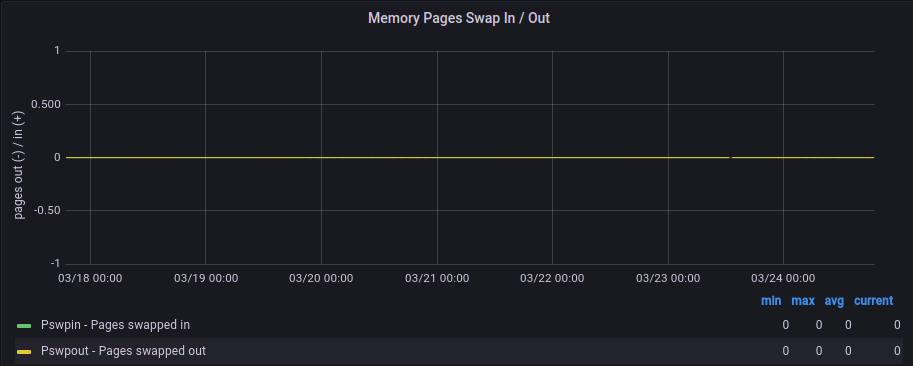 Memory Pages Swap In / Out
pages out (-) / in (+)
1
0.500
0
-0.50
-1
03/18 00:00 03/19 00:00 03/20 00:00 03/21 00:00 03/22 00:00 03/23 00:00 03/24 00:00
min max avg current
Pswpin - Pages swapped in 0 0 0 0
Pswpout - Pages swapped out 0 0 0 0